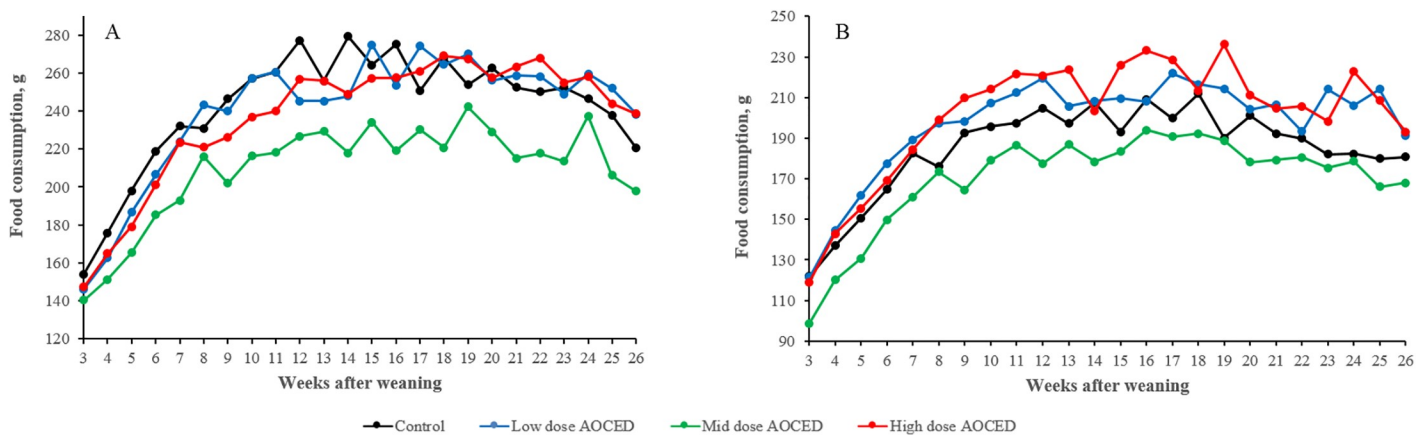 A
Food consumption, g
280
260
240
220
200
180
160
140
120
3 4 5 6 7 8 9 10 11 12 13 14 15 16 17 18 19 20 21 22 23 24 25 26
Weeks after weaning
B
Food consumption, g
250
230
210
190
170
150
130
110
90
3 4 5 6 7 8 9 10 11 12 13 14 15 16 17 18 19 20 21 22 23 24 25 26
Weeks after weaning
Control Low dose AOCED Mid dose AOCED High dose AOCED